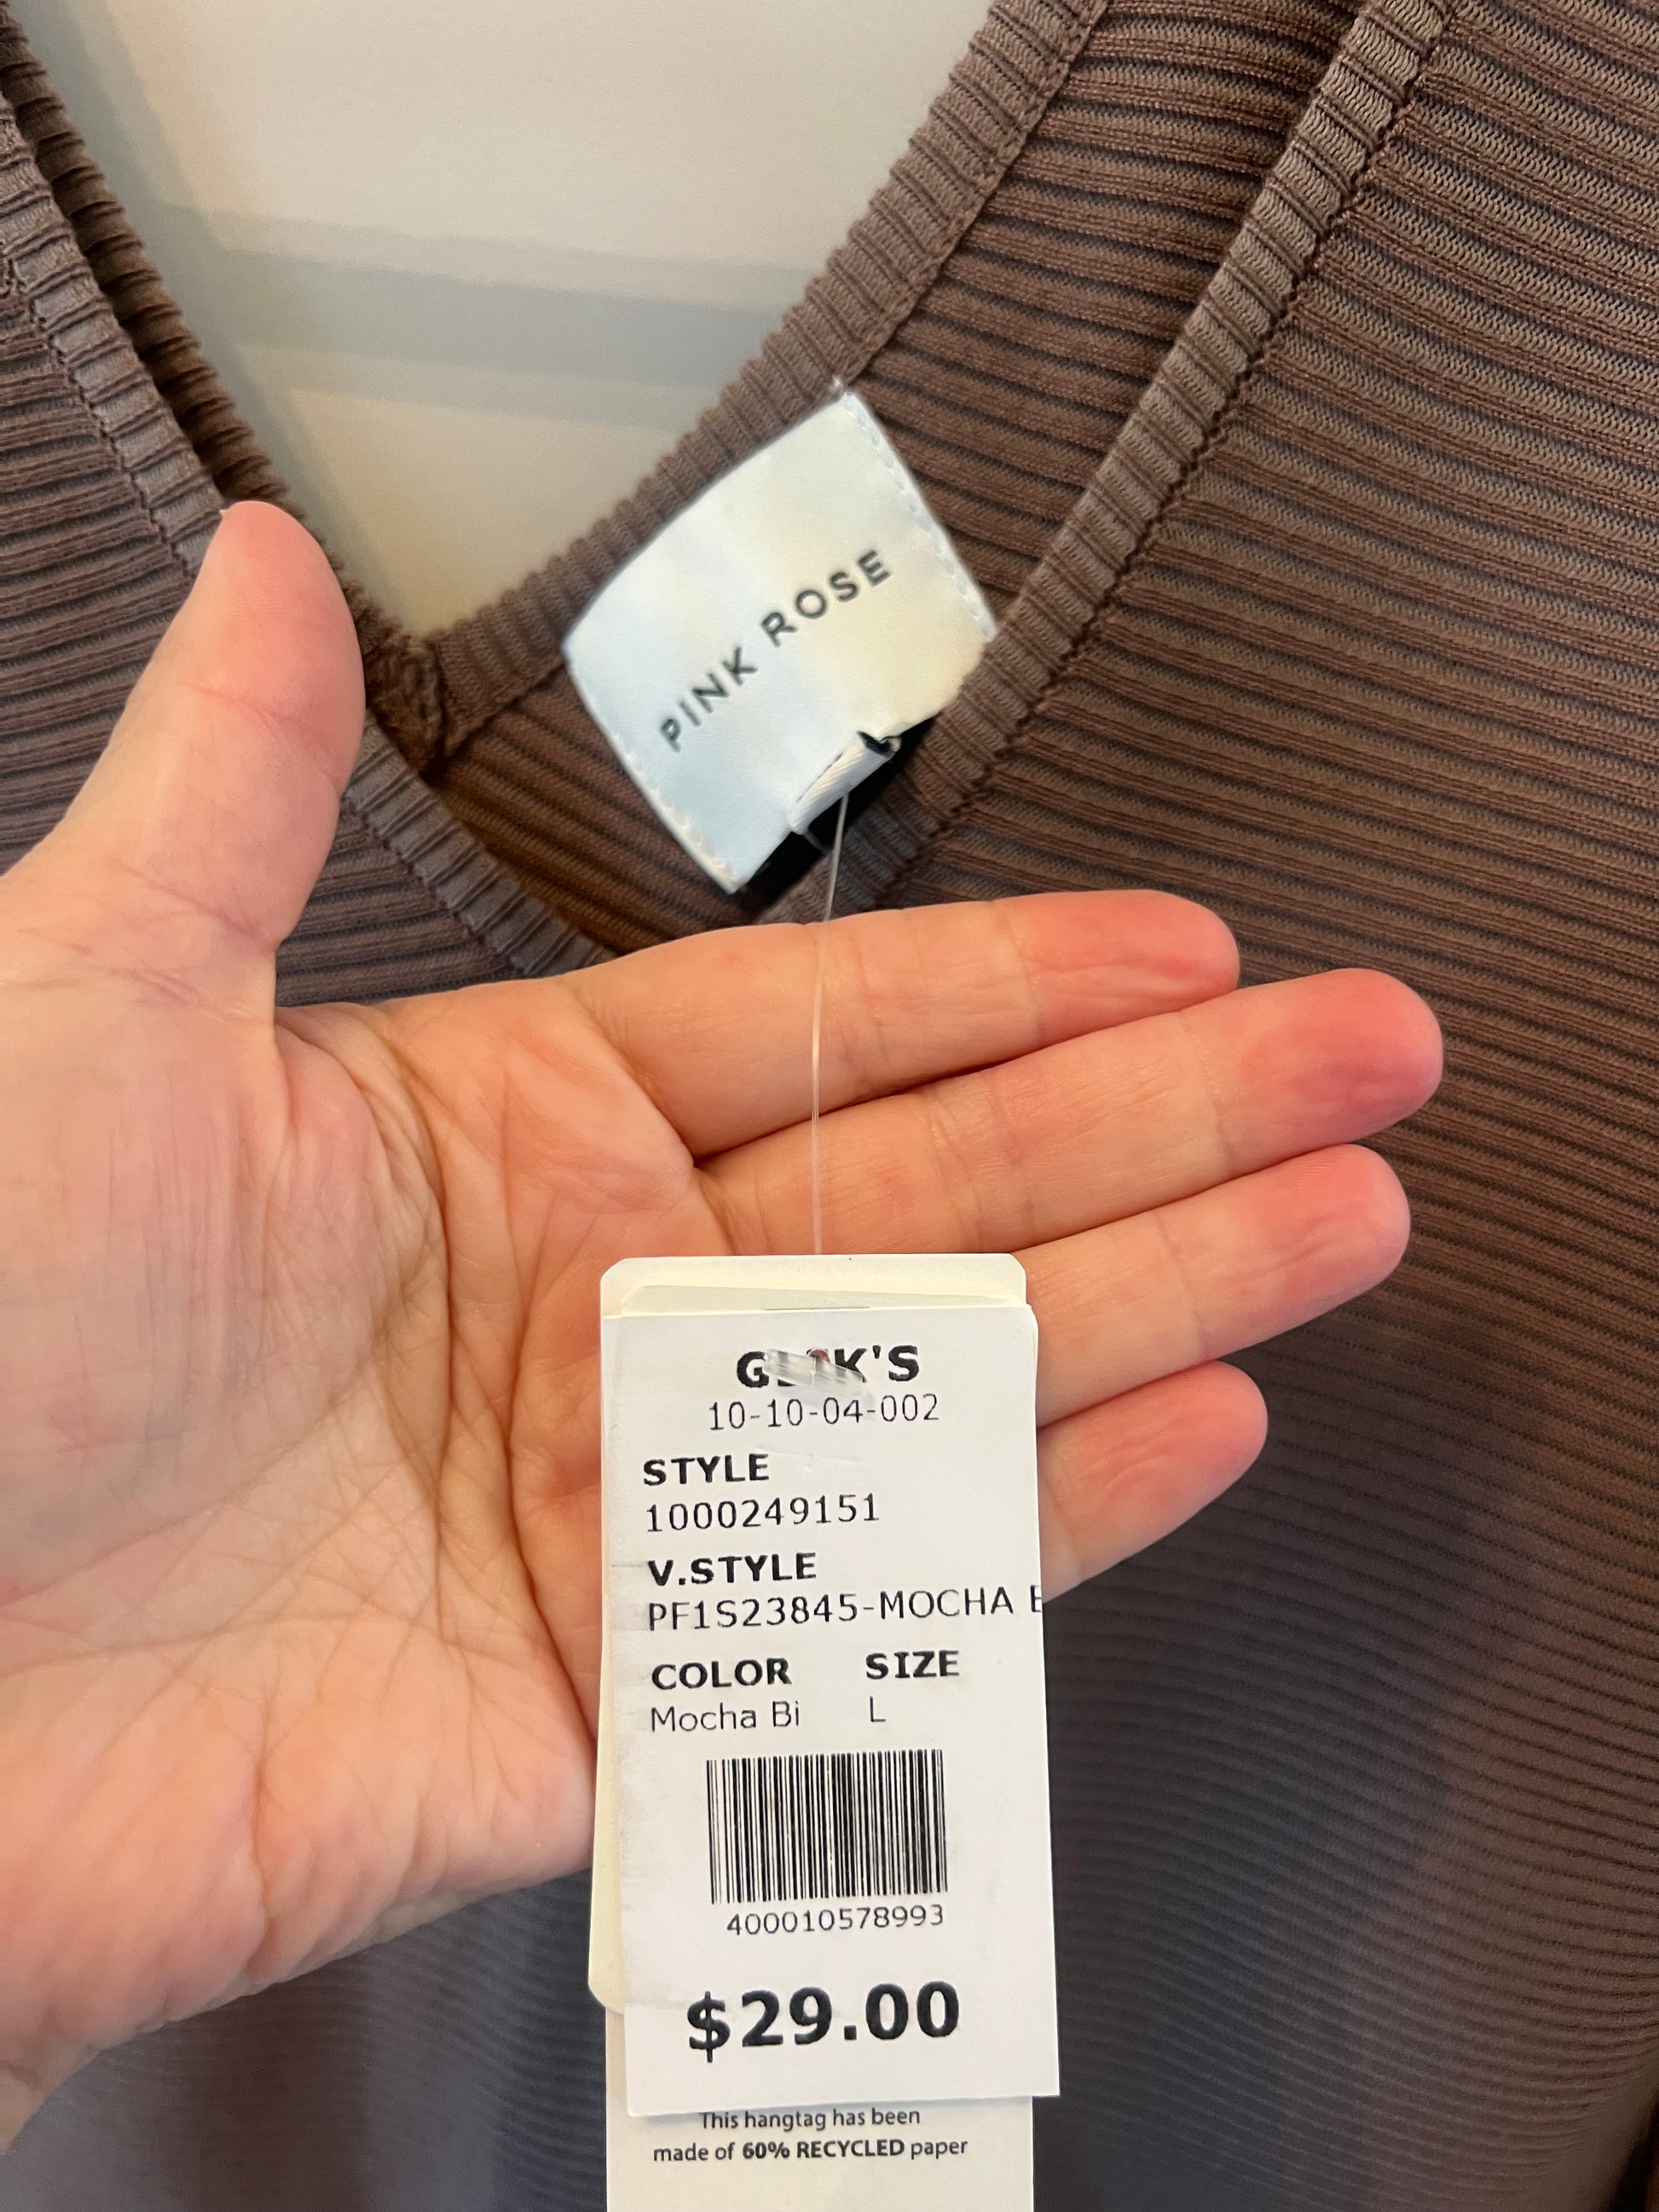 PINK ROSE
10-10-04-002
STYLE
1000249151
V.STYLE
PF1S23845-MOCHA
COLOR SIZE
Mocha Bi L
400010578993
$29.00
This hangtag has been
made of 60% RECYCLED paper